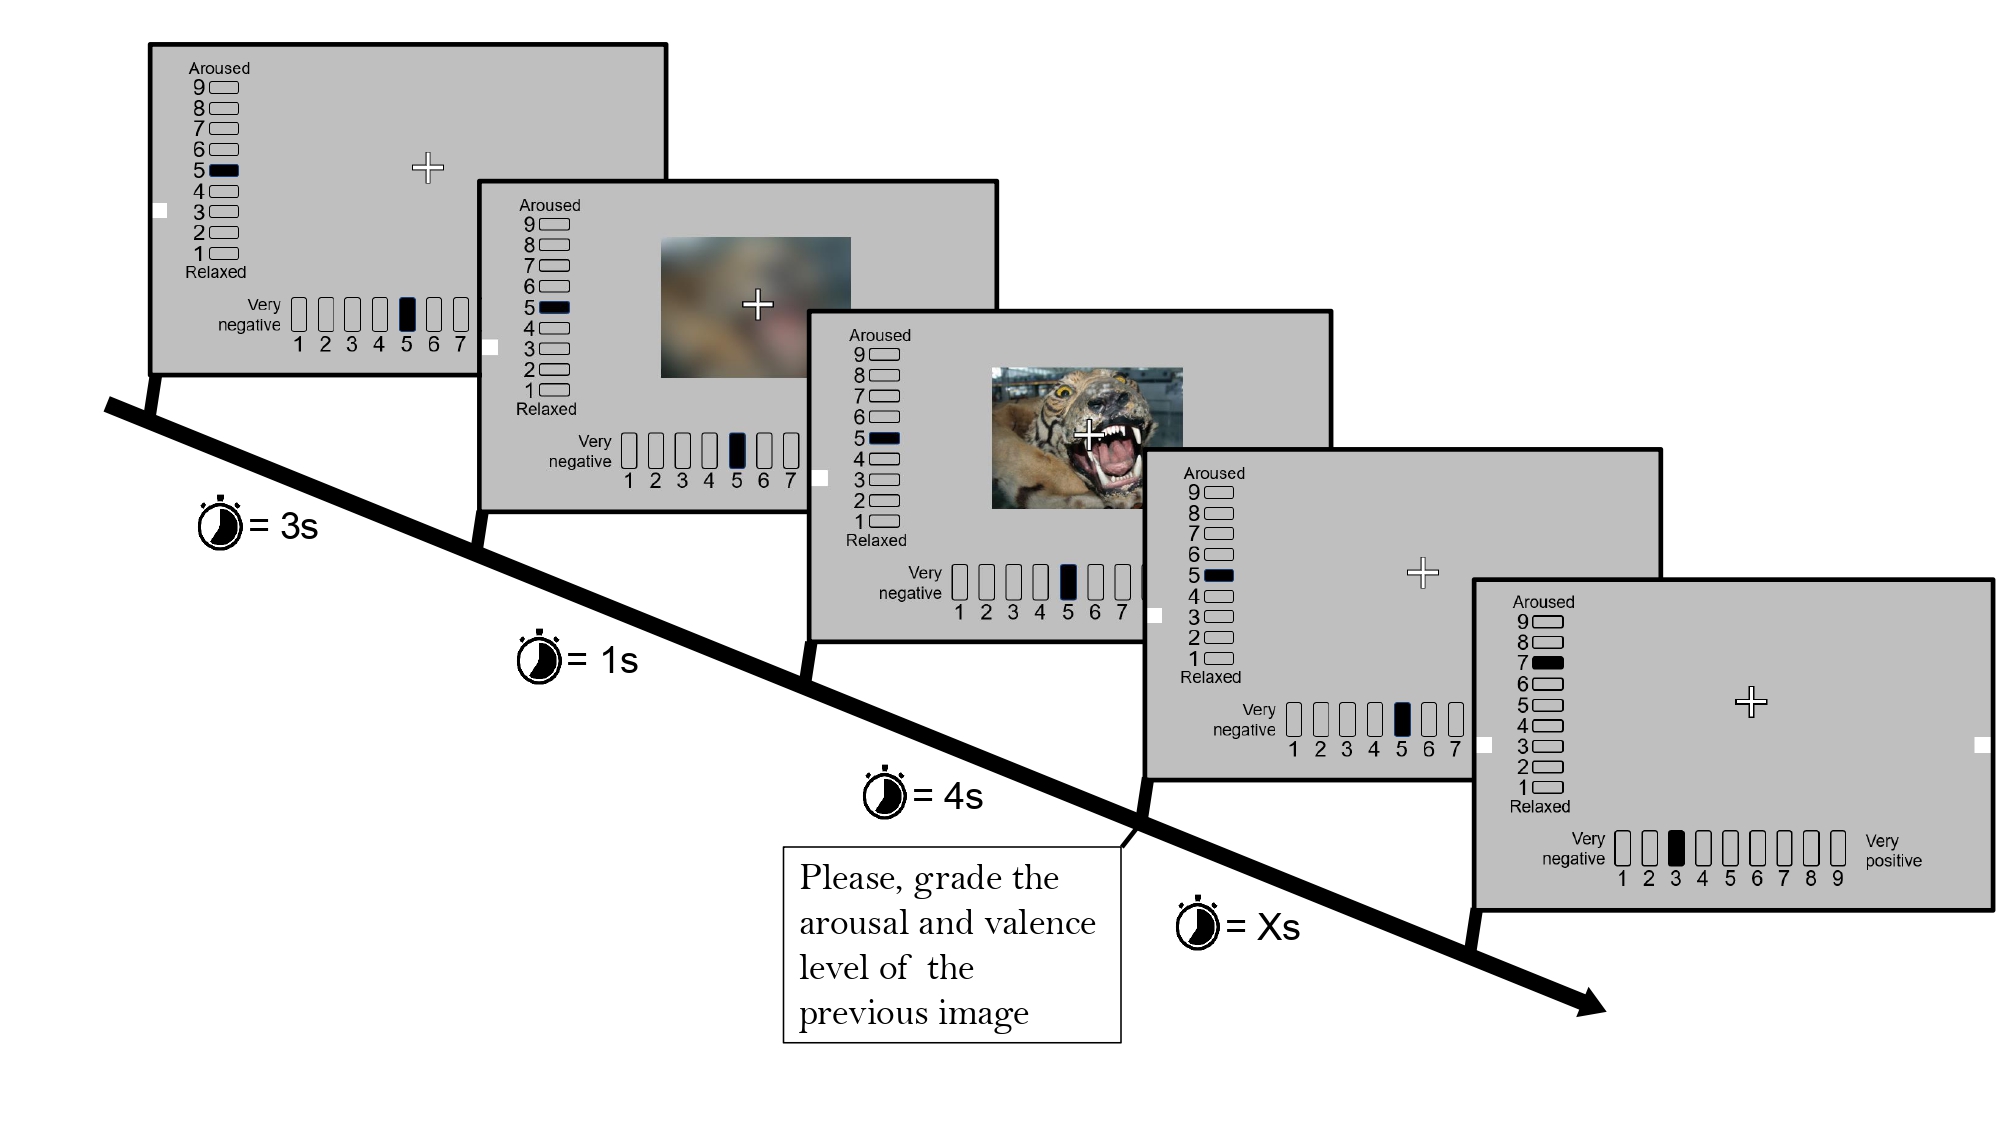 Aroused
9
8
7
6
5
4
3
2
1
Relaxed
Very
negative
1 2 3 4 5 6 7
Aroused
9
8
7
6
5
4
3
2
1
Relaxed
Very
negative
1 2 3 4 5 6 7
Aroused
9
8
7
6
5
4
3
2
1
Relaxed
Very
negative
1 2 3 4 5 6 7
Aroused
9
8
7
6
5
4
3
2
1
Relaxed
Very
negative
1 2 3 4 5 6 7
Aroused
9
8
7
6
5
4
3
2
1
Relaxed
Very
negative
1 2 3 4 5 6 7 8 9
Very
positive
= 3s
= 1s
= 4s
= Xs
Please, grade the
arousal and valence
level of the
previous image